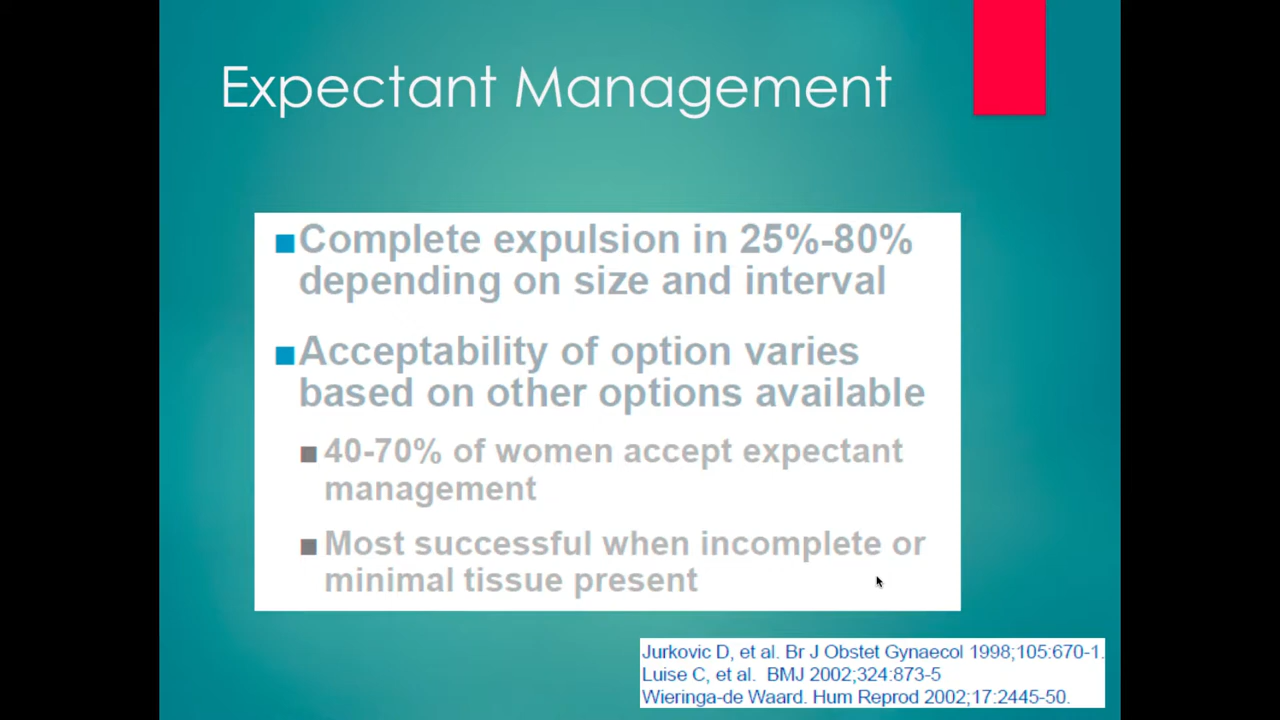 Expectant Management
■Complete expulsion in 25%-80%
depending on size and interval
■Acceptability of option varies
based on other options available
■ 40-70% of women accept expectant
management
■ Most successful when incomplete or
minimal tissue present
Jurkovic D, et al. Br J Obstet Gynaecol 1998;105:670-1.
Luise C, et al. BMJ 2002;324:873-5
Wieringa-de Waard. Hum Reprod 2002;17:2445-50.